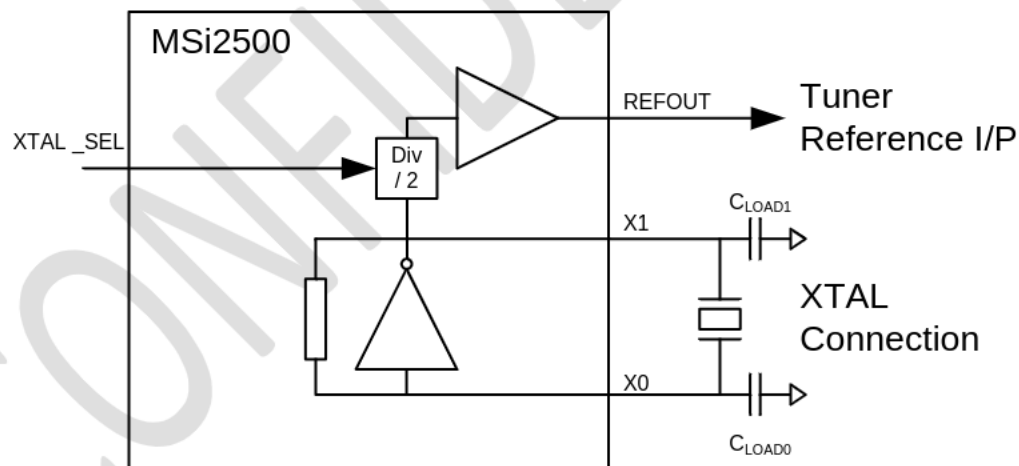 MSi2500
XTAL _SEL
Div
/ 2
REFOUT
Tuner
Reference I/P
X1
CLOAD1
XTAL
Connection
X0
CLOAD0